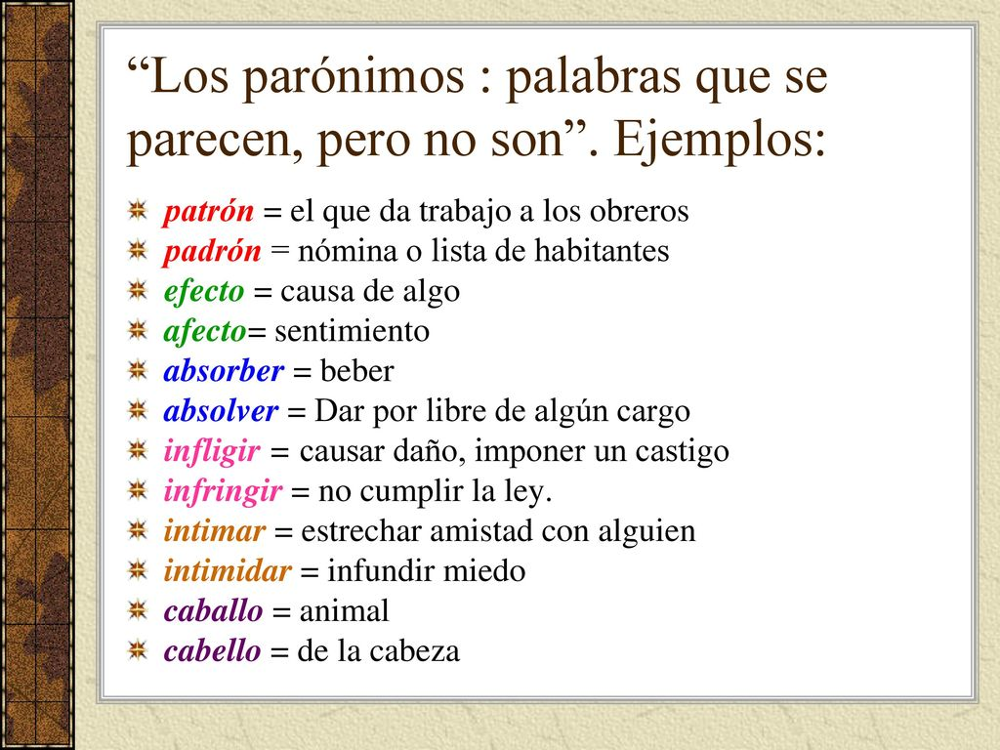 “Los parónimos : palabras que se
parecen, pero no son”. Ejemplos:
patrón = el que da trabajo a los obreros
padrón = nómina o lista de habitantes
efecto = causa de algo
afecto= sentimiento
absorber = beber
absolver = Dar por libre de algún cargo
infligir = causar daño, imponer un castigo
infringir = no cumplir la ley.
intimar = estrechar amistad con alguien
intimidar = infundir miedo
caballo = animal
cabello = de la cabeza